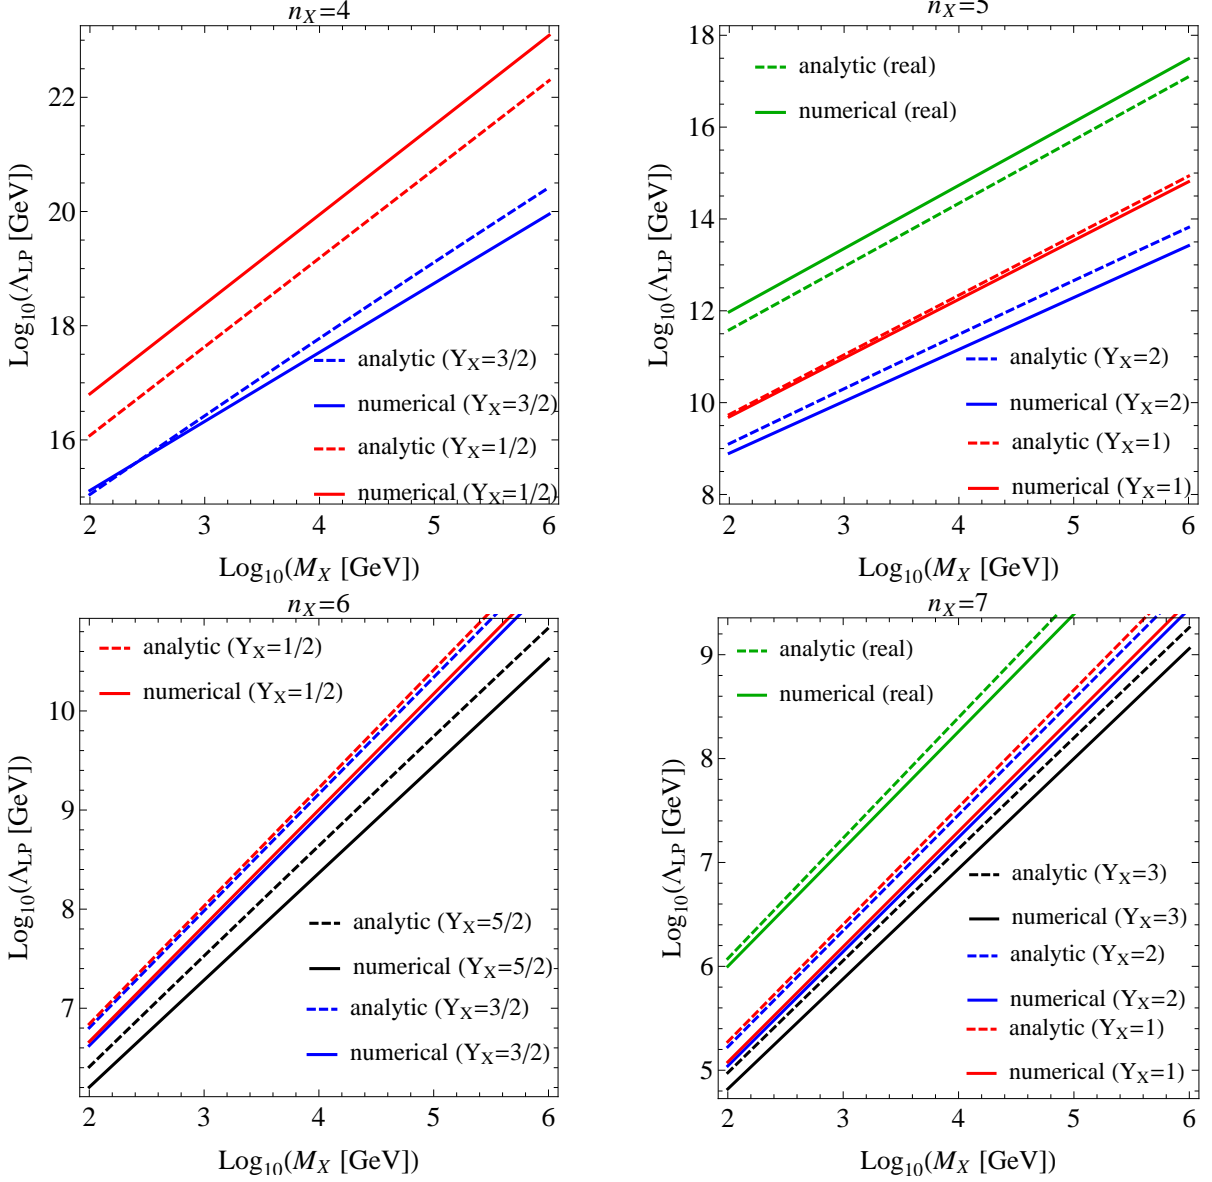 n_X=4
Log₁₀(Λ_LP [GeV])
22
20
18
16
analytic (Y_X=3/2)
numerical (Y_X=3/2)
analytic (Y_X=1/2)
numerical (Y_X=1/2)
2 3 4 5 6
Log₁₀(M_X [GeV])
n_X=5
Log₁₀(Λ_LP [GeV])
18
16
14
12
10
8
analytic (real)
numerical (real)
analytic (Y_X=2)
numerical (Y_X=2)
analytic (Y_X=1)
numerical (Y_X=1)
2 3 4 5 6
Log₁₀(M_X [GeV])
n_X=6
Log₁₀(Λ_LP [GeV])
10
9
8
7
analytic (Y_X=1/2)
numerical (Y_X=1/2)
analytic (Y_X=5/2)
numerical (Y_X=5/2)
analytic (Y_X=3/2)
numerical (Y_X=3/2)
2 3 4 5 6
Log₁₀(M_X [GeV])
n_X=7
Log₁₀(Λ_LP [GeV])
9
8
7
6
5
analytic (real)
numerical (real)
analytic (Y_X=3)
numerical (Y_X=3)
analytic (Y_X=2)
numerical (Y_X=2)
analytic (Y_X=1)
numerical (Y_X=1)
2 3 4 5 6
Log₁₀(M_X [GeV])